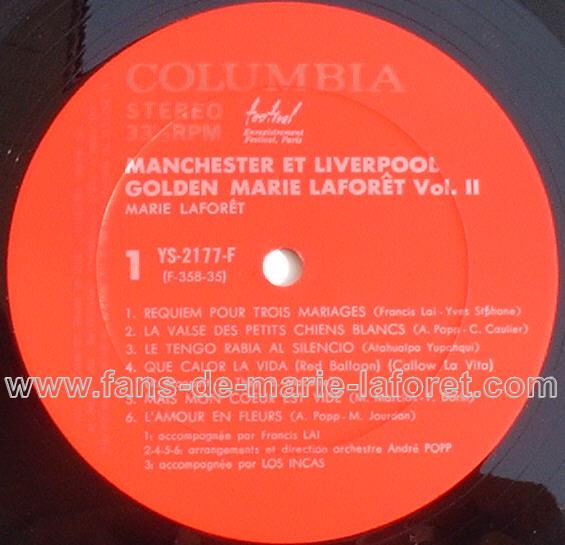 COLUMBIA
STEREO
33⅓RPM
festival
Enregistrement
Festival, Paris
MANCHESTER ET LIVERPOOL
GOLDEN MARIE LAFORÊT Vol. II
MARIE LAFORÊT
1
YS-2177-F
(F-358-35)
1. REQUIEM POUR TROIS MARIAGES (Francis Lai - Yves Stéphane)
2. LA VALSE DES PETITS CHIENS BLANCS (A. Popp - C. Caulier)
3. LE TENGO RABIA AL SILENCIO (Atahualpa Yupanqui)
4. QUE CALOR LA VIDA (Red Balloon) (Callow La Vita)
www.fans-de-marie-laforet.com
5. MAIS MON COEUR EST VIDE
6. L'AMOUR EN FLEURS (A. Popp - M. Jourdan)
1: accompagnée par Francis LAI
2-4-5-6: arrangements et direction orchestre André POPP
3: accompagnée par LOS INCAS